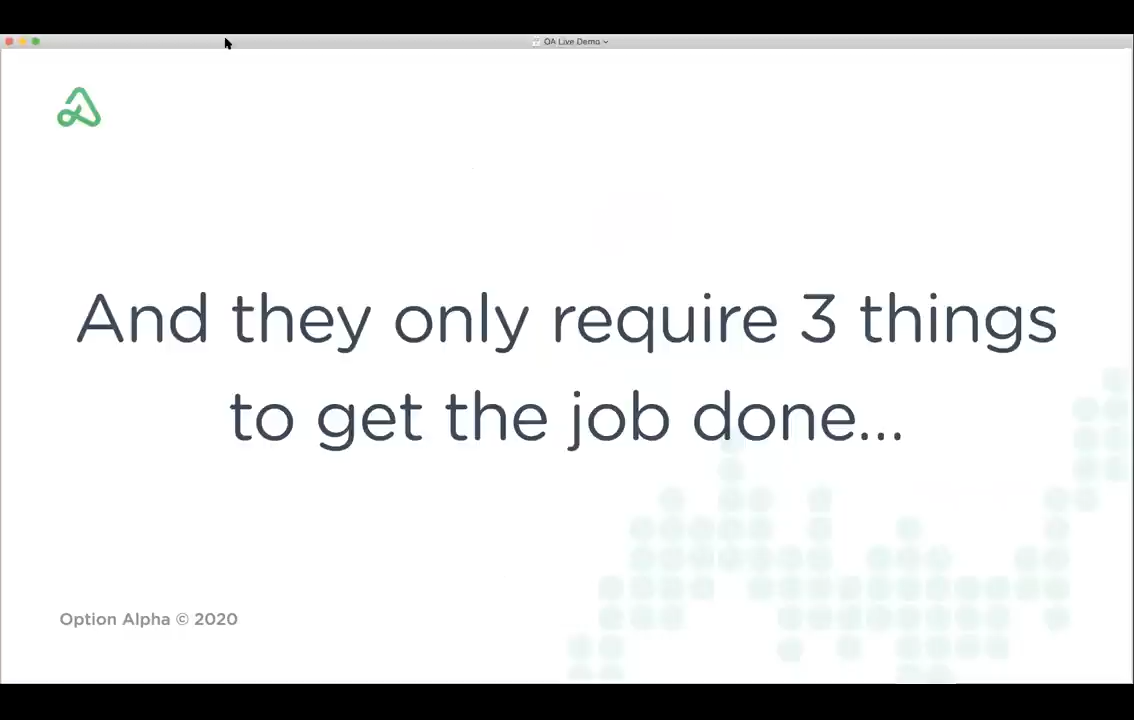 OA Live Demo
And they only require 3 things
to get the job done...
Option Alpha © 2020